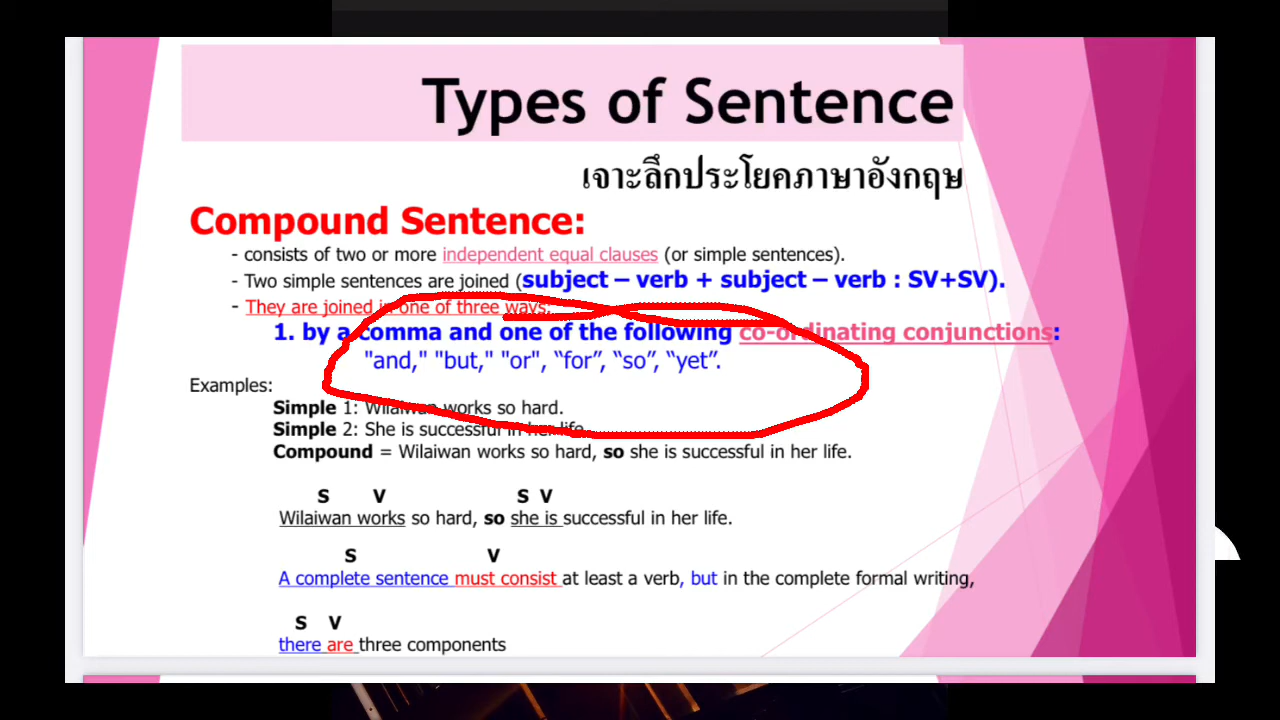 Types of Sentence
เจาะลึกประโยคภาษาอังกฤษ
Compound Sentence:
- consists of two or more independent equal clauses (or simple sentences).
- Two simple sentences are joined (subject – verb + subject – verb : SV+SV).
- They are joined in one of three ways.
1. by a comma and one of the following co-ordinating conjunctions:
"and," "but," "or", “for”, “so”, “yet”.
Examples:
Simple 1: Wilaiwan works so hard.
Simple 2: She is successful in her life.
Compound = Wilaiwan works so hard, so she is successful in her life.
S V S V
Wilaiwan works so hard, so she is successful in her life.
S V
A complete sentence must consist at least a verb, but in the complete formal writing,
S V
there are three components